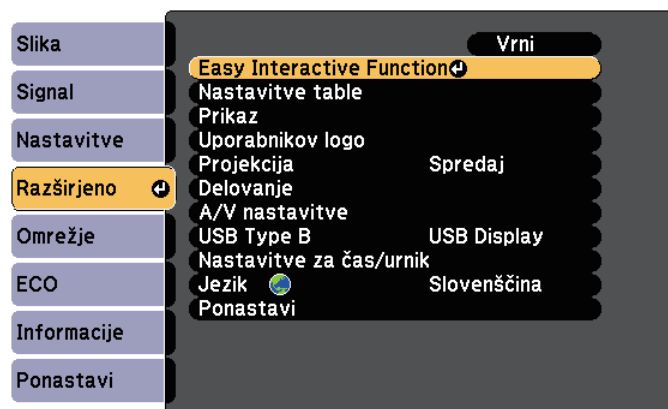 Slika
Signal
Nastavitve
Razširjeno
Omrežje
ECO
Informacije
Ponastavi
Vrni
Easy Interactive Function
Nastavitve table
Prikaz
Uporabnikov logo
Projekcija Spredaj
Delovanje
A/V nastavitve
USB Type B USB Display
Nastavitve za čas/urnik
Jezik Slovenščina
Ponastavi